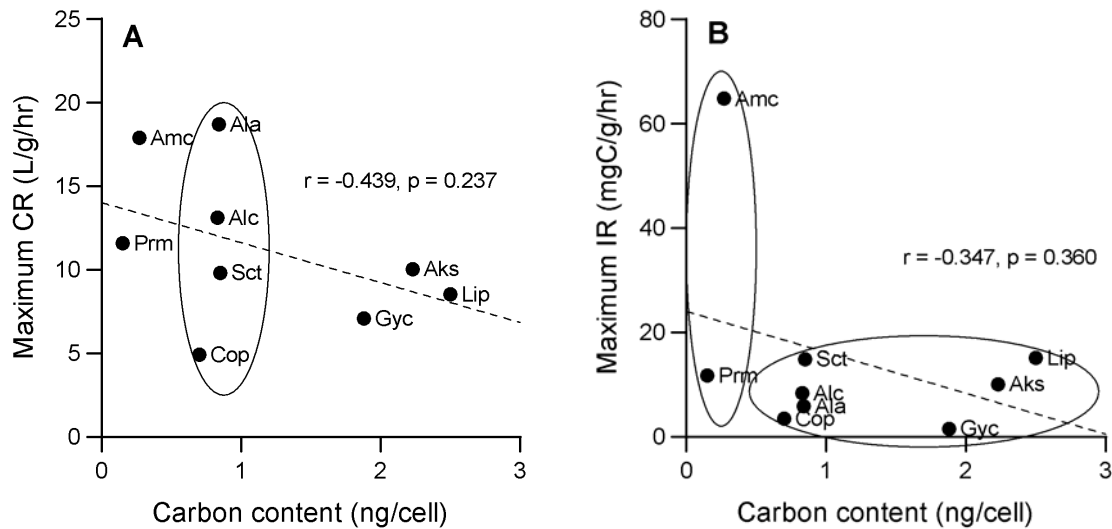 A
25
20
15
10
5
0
Maximum CR (L/g/hr)
Amc
Ala
r = -0.439, p = 0.237
Alc
Prm
Sct
Aks
Lip
Gyc
Cop
0 1 2 3
Carbon content (ng/cell)
B
80
60
40
20
0
Maximum IR (mgC/g/hr)
Amc
r = -0.347, p = 0.360
Sct
Lip
Prm
Aks
Alc
Ala
Cop
Gyc
0 1 2 3
Carbon content (ng/cell)